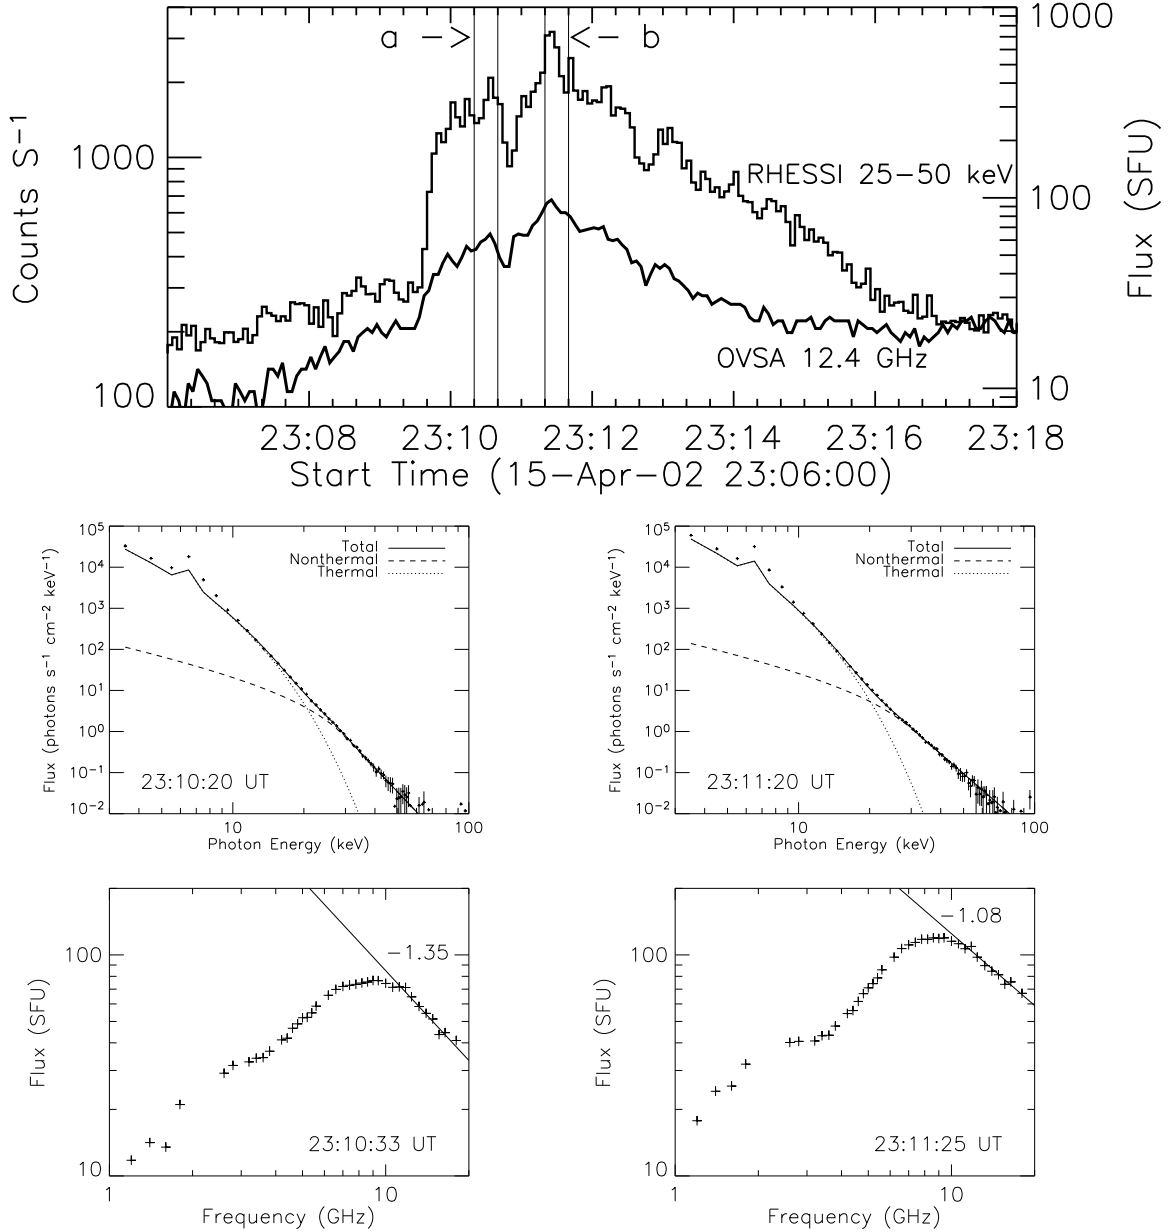 1000
a
b
1000
Counts S⁻¹
1000
RHESSI 25−50 keV
100
Flux (SFU)
OVSA 12.4 GHz
100
10
23:08 23:10 23:12 23:14 23:16 23:18
Start Time (15−Apr−02 23:06:00)
10⁵
10⁴
10³
10²
10¹
10⁰
10⁻¹
10⁻²
Flux (photons s⁻¹ cm⁻² keV⁻¹)
Total
Nonthermal
Thermal
23:10:20 UT
10 100
Photon Energy (keV)
10⁵
10⁴
10³
10²
10¹
10⁰
10⁻¹
10⁻²
Flux (photons s⁻¹ cm⁻² keV⁻¹)
Total
Nonthermal
Thermal
23:11:20 UT
10 100
Photon Energy (keV)
100
10
Flux (SFU)
−1.35
23:10:33 UT
1 10
Frequency (GHz)
100
10
Flux (SFU)
−1.08
23:11:25 UT
1 10
Frequency (GHz)